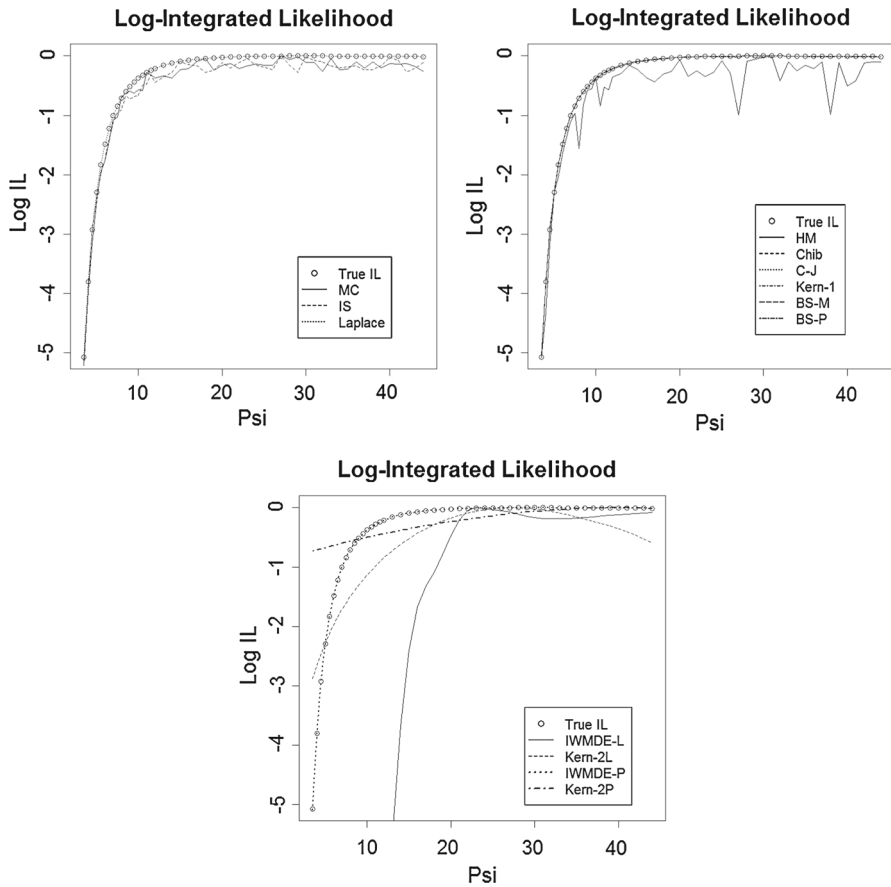 Log-Integrated Likelihood
Log IL
0
-1
-2
-3
-4
-5
10
20
30
40
Psi
True IL
MC
IS
Laplace
Log-Integrated Likelihood
Log IL
0
-1
-2
-3
-4
-5
10
20
30
40
Psi
True IL
HM
Chib
C-J
Kern-1
BS-M
BS-P
Log-Integrated Likelihood
Log IL
0
-1
-2
-3
-4
-5
10
20
30
40
Psi
True IL
IWMDE-L
Kern-2L
IWMDE-P
Kern-2P